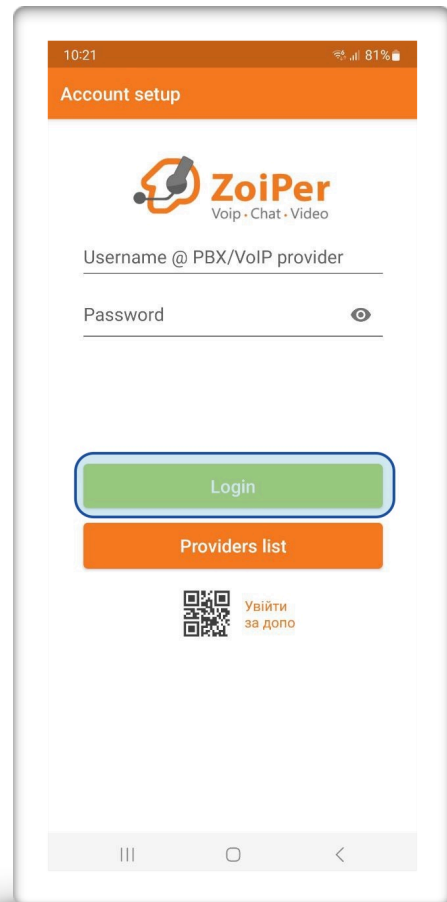 10:21 81%
Account setup
ZoiPer
Voip · Chat · Video
Username @ PBX/VoIP provider
Password
Login
Providers list
Увійти
за допо